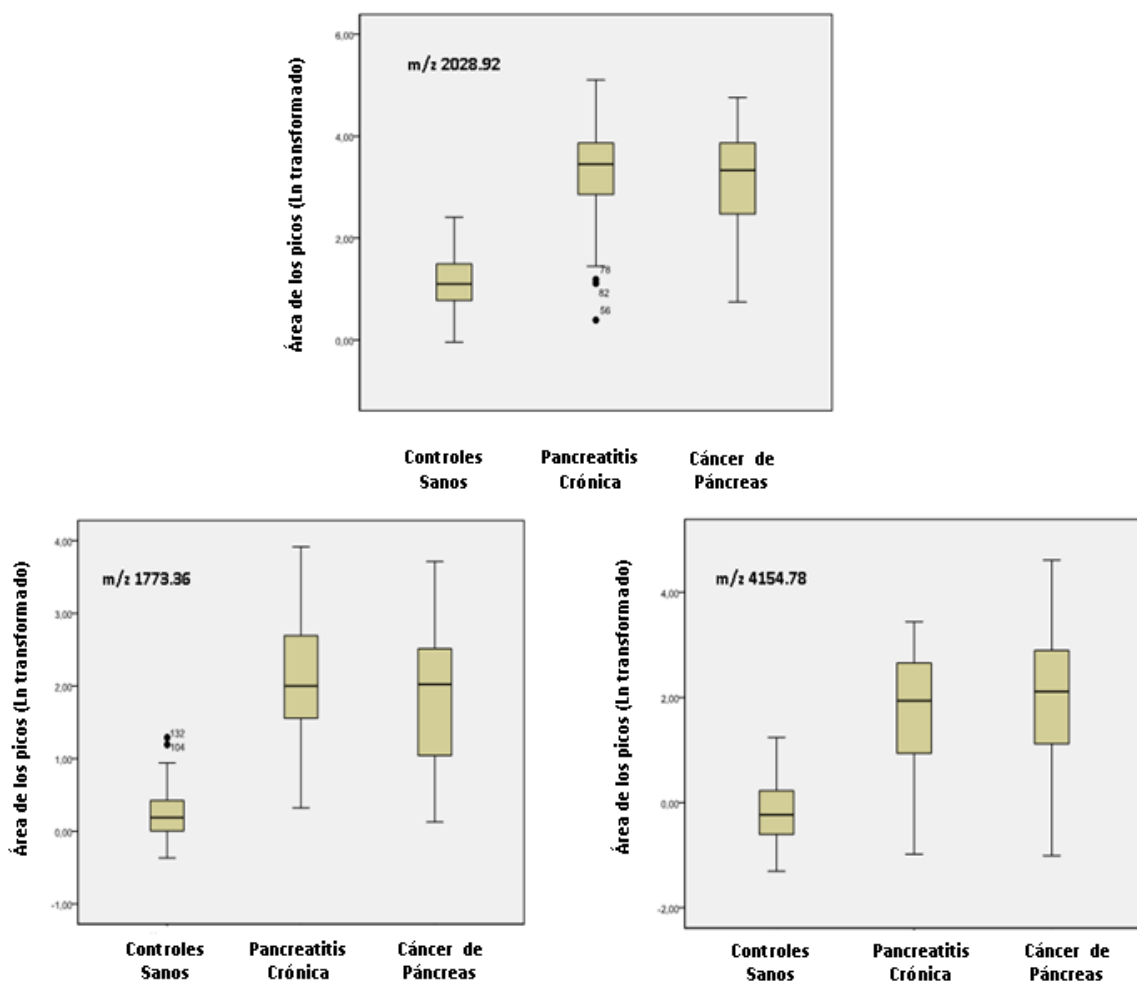 Área de los picos (Ln transformado)
6,00
4,00
2,00
0,00
m/z 2028.92
78
82
56
Controles
Sanos
Pancreatitis
Crónica
Cáncer de
Páncreas
Área de los picos (Ln transformado)
4,00
3,00
2,00
1,00
0,00
-1,00
m/z 1773.36
132
104
Controles
Sanos
Pancreatitis
Crónica
Cáncer de
Páncreas
Área de los picos (Ln transformado)
4,00
2,00
0,00
-2,00
m/z 4154.78
Controles
Sanos
Pancreatitis
Crónica
Cáncer de
Páncreas